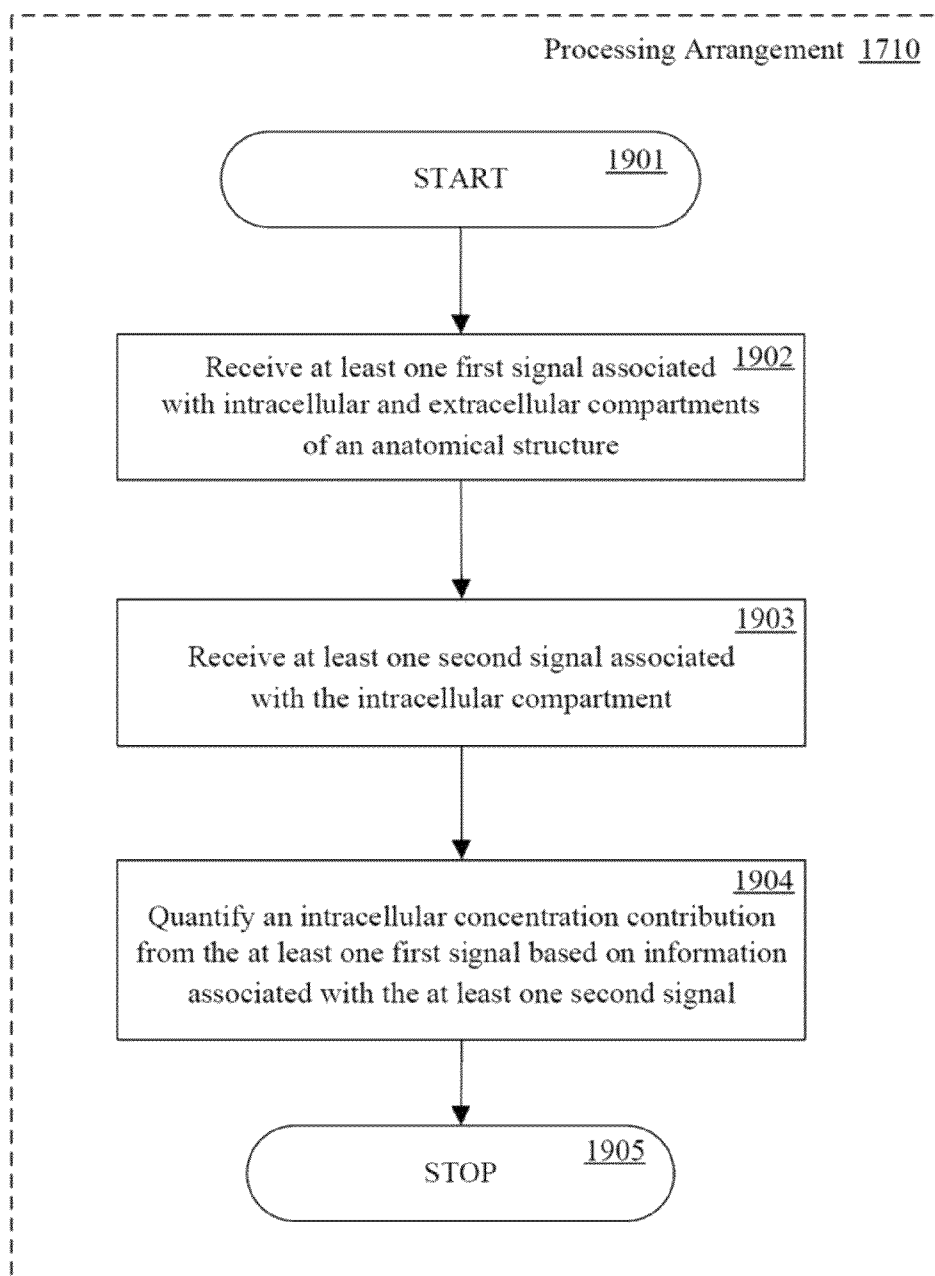 Processing Arrangement 1710
1901
START
1902
Receive at least one first signal associated
with intracellular and extracellular compartments
of an anatomical structure
1903
Receive at least one second signal associated
with the intracellular compartment
1904
Quantify an intracellular concentration contribution
from the at least one first signal based on information
associated with the at least one second signal
1905
STOP